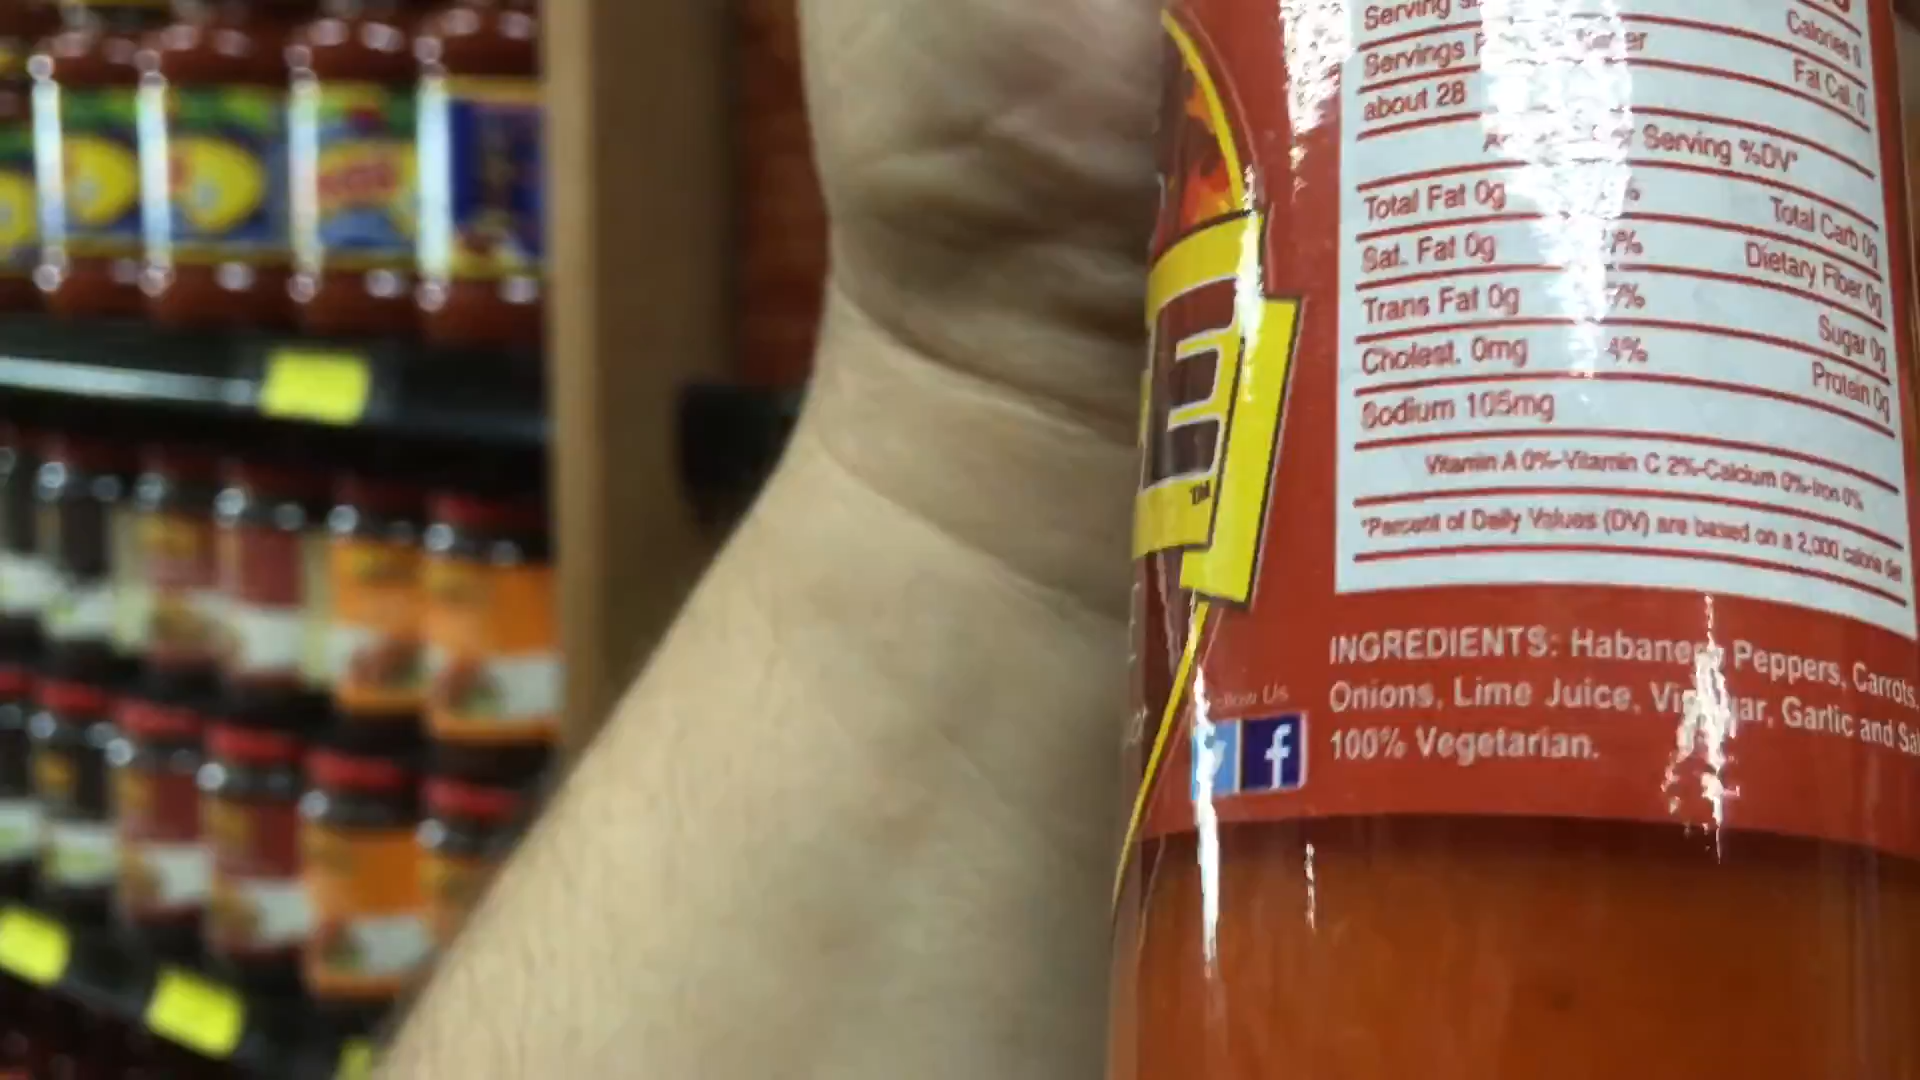 Serving
Calories 0
Servings
Fat Cal. 0
about 28
Serving %DV*
Total Fat 0g
Total Carb 0g
Sat. Fat 0g
Dietary Fiber 0g
Trans Fat 0g
Sugar 0g
Cholest. 0mg
4%
Protein 0g
Sodium 105mg
Vitamin A 0%-Vitamin C 2%-Calcium 0%-Iron 0%
*Percent of Daily Values (DV) are based on a 2,000 calorie diet
E
TM
INGREDIENTS: Habanero Peppers, Carrots,
Onions, Lime Juice, Vinegar, Garlic and
100% Vegetarian.
Follow Us
f